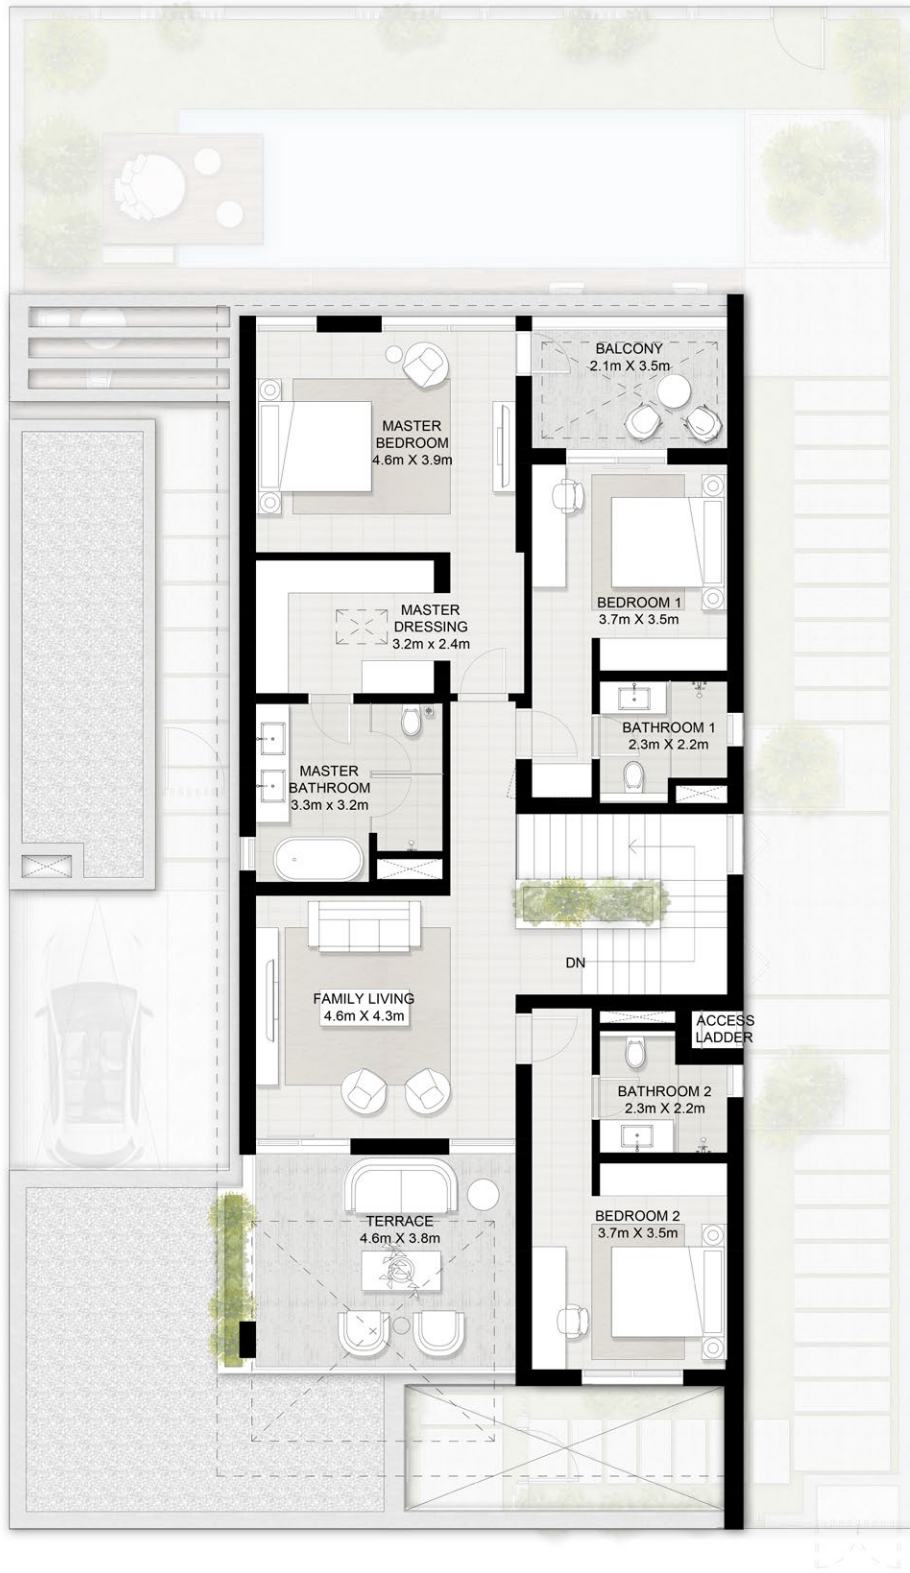 BALCONY
2.1m X 3.5m
MASTER
BEDROOM
4.6m X 3.9m
BEDROOM 1
3.7m X 3.5m
MASTER
DRESSING
3.2m x 2.4m
BATHROOM 1
2.3m X 2.2m
MASTER
BATHROOM
3.3m x 3.2m
DN
FAMILY LIVING
4.6m X 4.3m
ACCESS
LADDER
BATHROOM 2
2.3m X 2.2m
BEDROOM 2
3.7m X 3.5m
TERRACE
4.6m X 3.8m